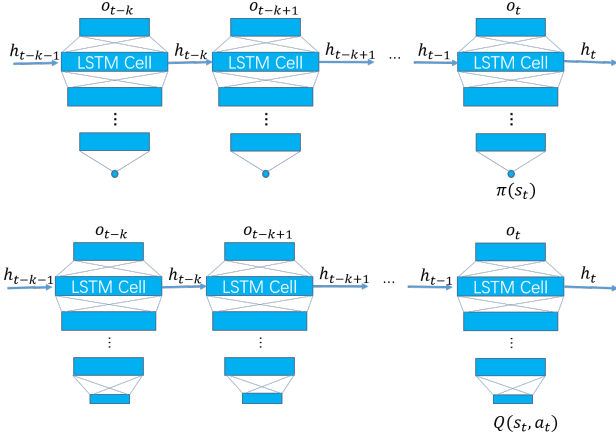 o_{t-k} o_{t-k+1} o_t
h_{t-k-1} LSTM Cell h_{t-k} LSTM Cell h_{t-k+1} ... h_{t-1} LSTM Cell h_t
⋮ ⋮ ⋮
π(s_t)
o_{t-k} o_{t-k+1} o_t
h_{t-k-1} LSTM Cell h_{t-k} LSTM Cell h_{t-k+1} ... h_{t-1} LSTM Cell h_t
⋮ ⋮ ⋮
Q(s_t, a_t)